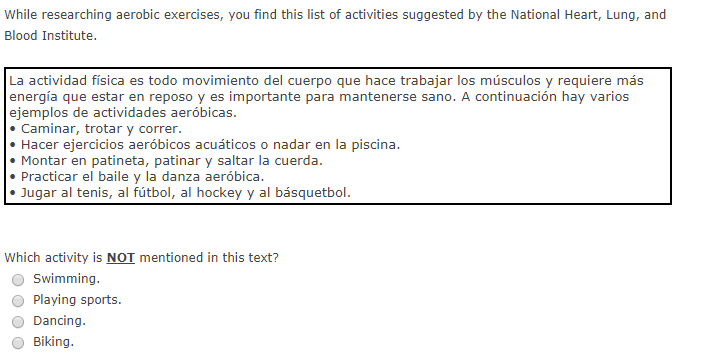 While researching aerobic exercises, you find this list of activities suggested by the National Heart, Lung, and
Blood Institute.
La actividad física es todo movimiento del cuerpo que hace trabajar los músculos y requiere más
energía que estar en reposo y es importante para mantenerse sano. A continuación hay varios
ejemplos de actividades aeróbicas.
• Caminar, trotar y correr.
• Hacer ejercicios aeróbicos acuáticos o nadar en la piscina.
• Montar en patineta, patinar y saltar la cuerda.
• Practicar el baile y la danza aeróbica.
• Jugar al tenis, al fútbol, al hockey y al básquetbol.
Which activity is NOT mentioned in this text?
Swimming.
Playing sports.
Dancing.
Biking.